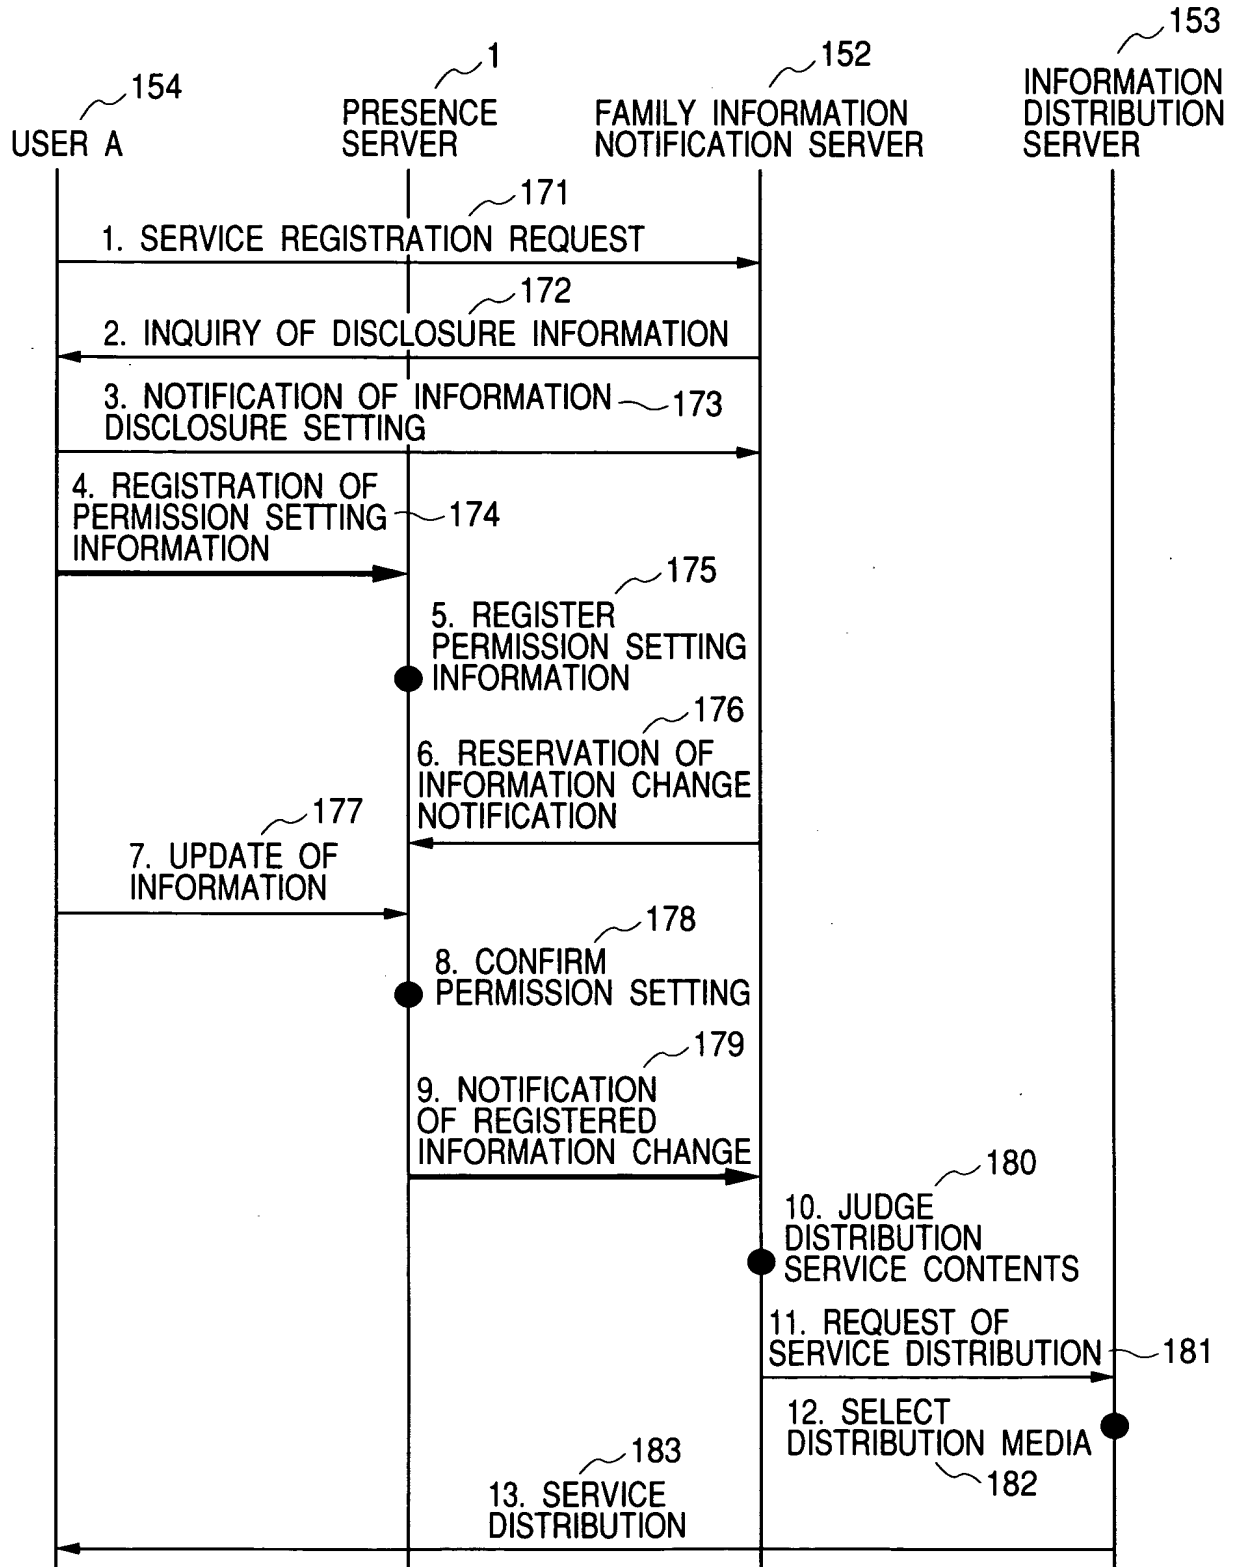 154
USER A
1
PRESENCE
SERVER
152
FAMILY INFORMATION
NOTIFICATION SERVER
153
INFORMATION
DISTRIBUTION
SERVER
171
1. SERVICE REGISTRATION REQUEST
172
2. INQUIRY OF DISCLOSURE INFORMATION
3. NOTIFICATION OF INFORMATION 173
DISCLOSURE SETTING
4. REGISTRATION OF
PERMISSION SETTING 174
INFORMATION
175
5. REGISTER
PERMISSION SETTING
INFORMATION
176
6. RESERVATION OF
INFORMATION CHANGE
NOTIFICATION
177
7. UPDATE OF
INFORMATION
178
8. CONFIRM
PERMISSION SETTING
179
9. NOTIFICATION
OF REGISTERED
INFORMATION CHANGE
180
10. JUDGE
DISTRIBUTION
SERVICE CONTENTS
11. REQUEST OF
SERVICE DISTRIBUTION 181
12. SELECT
DISTRIBUTION MEDIA
182
183
13. SERVICE
DISTRIBUTION